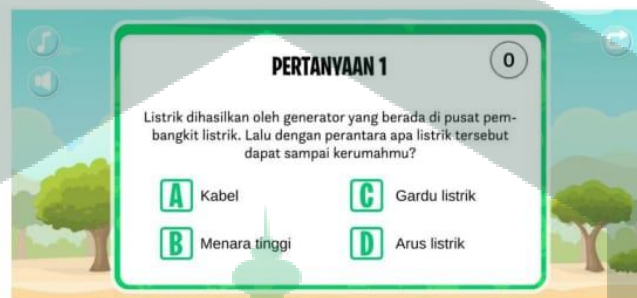 PERTANYAAN 1
0
Listrik dihasilkan oleh generator yang berada di pusat pem-
bangkit listrik. Lalu dengan perantara apa listrik tersebut
dapat sampai kerumahmu?
A Kabel
C Gardu listrik
B Menara tinggi
D Arus listrik